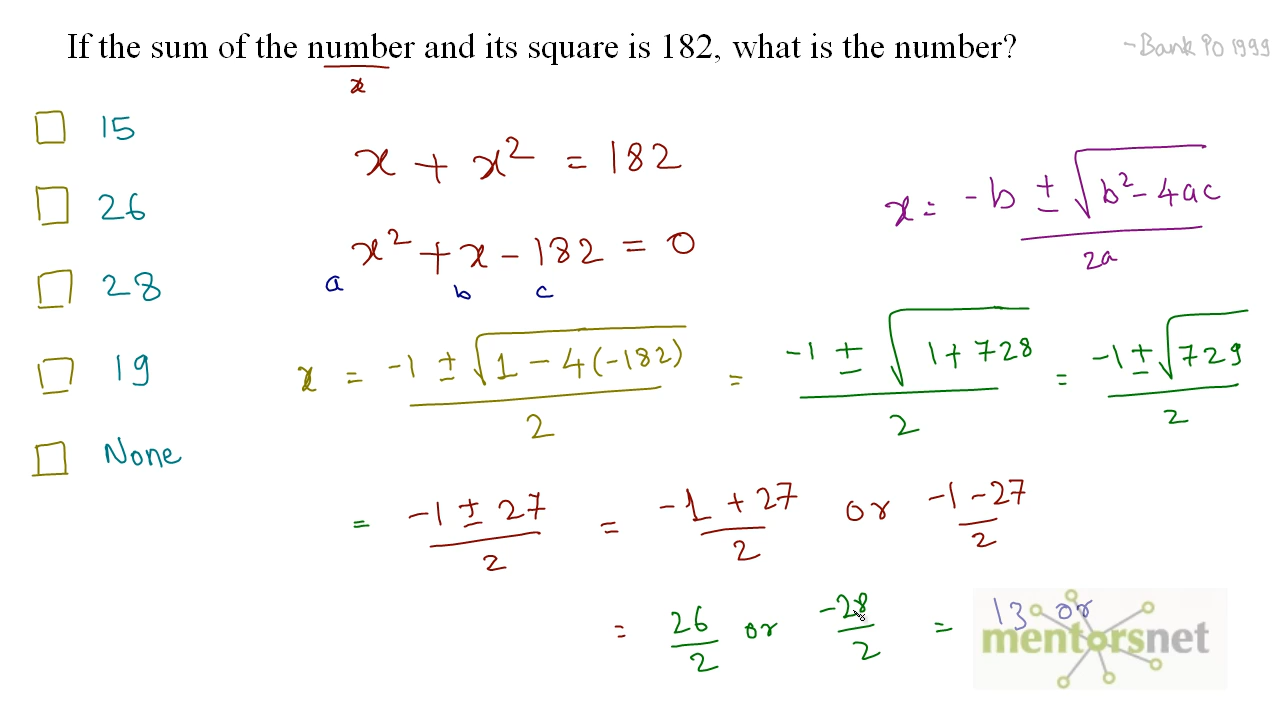 If the sum of the number and its square is 182, what is the number?
- Bank PO 1999
x
15
26
28
19
None
x + x² = 182
x² + x - 182 = 0
a b c
x = -b ± √b² - 4ac / 2a
x = -1 ± √1 - 4(-182) / 2 = -1 ± √1 + 728 / 2 = -1 ± √729 / 2
= -1 ± 27 / 2 = -1 + 27 / 2 or -1 - 27 / 2
= 26 / 2 or -28 / 2 = 13 or
mentorsnet